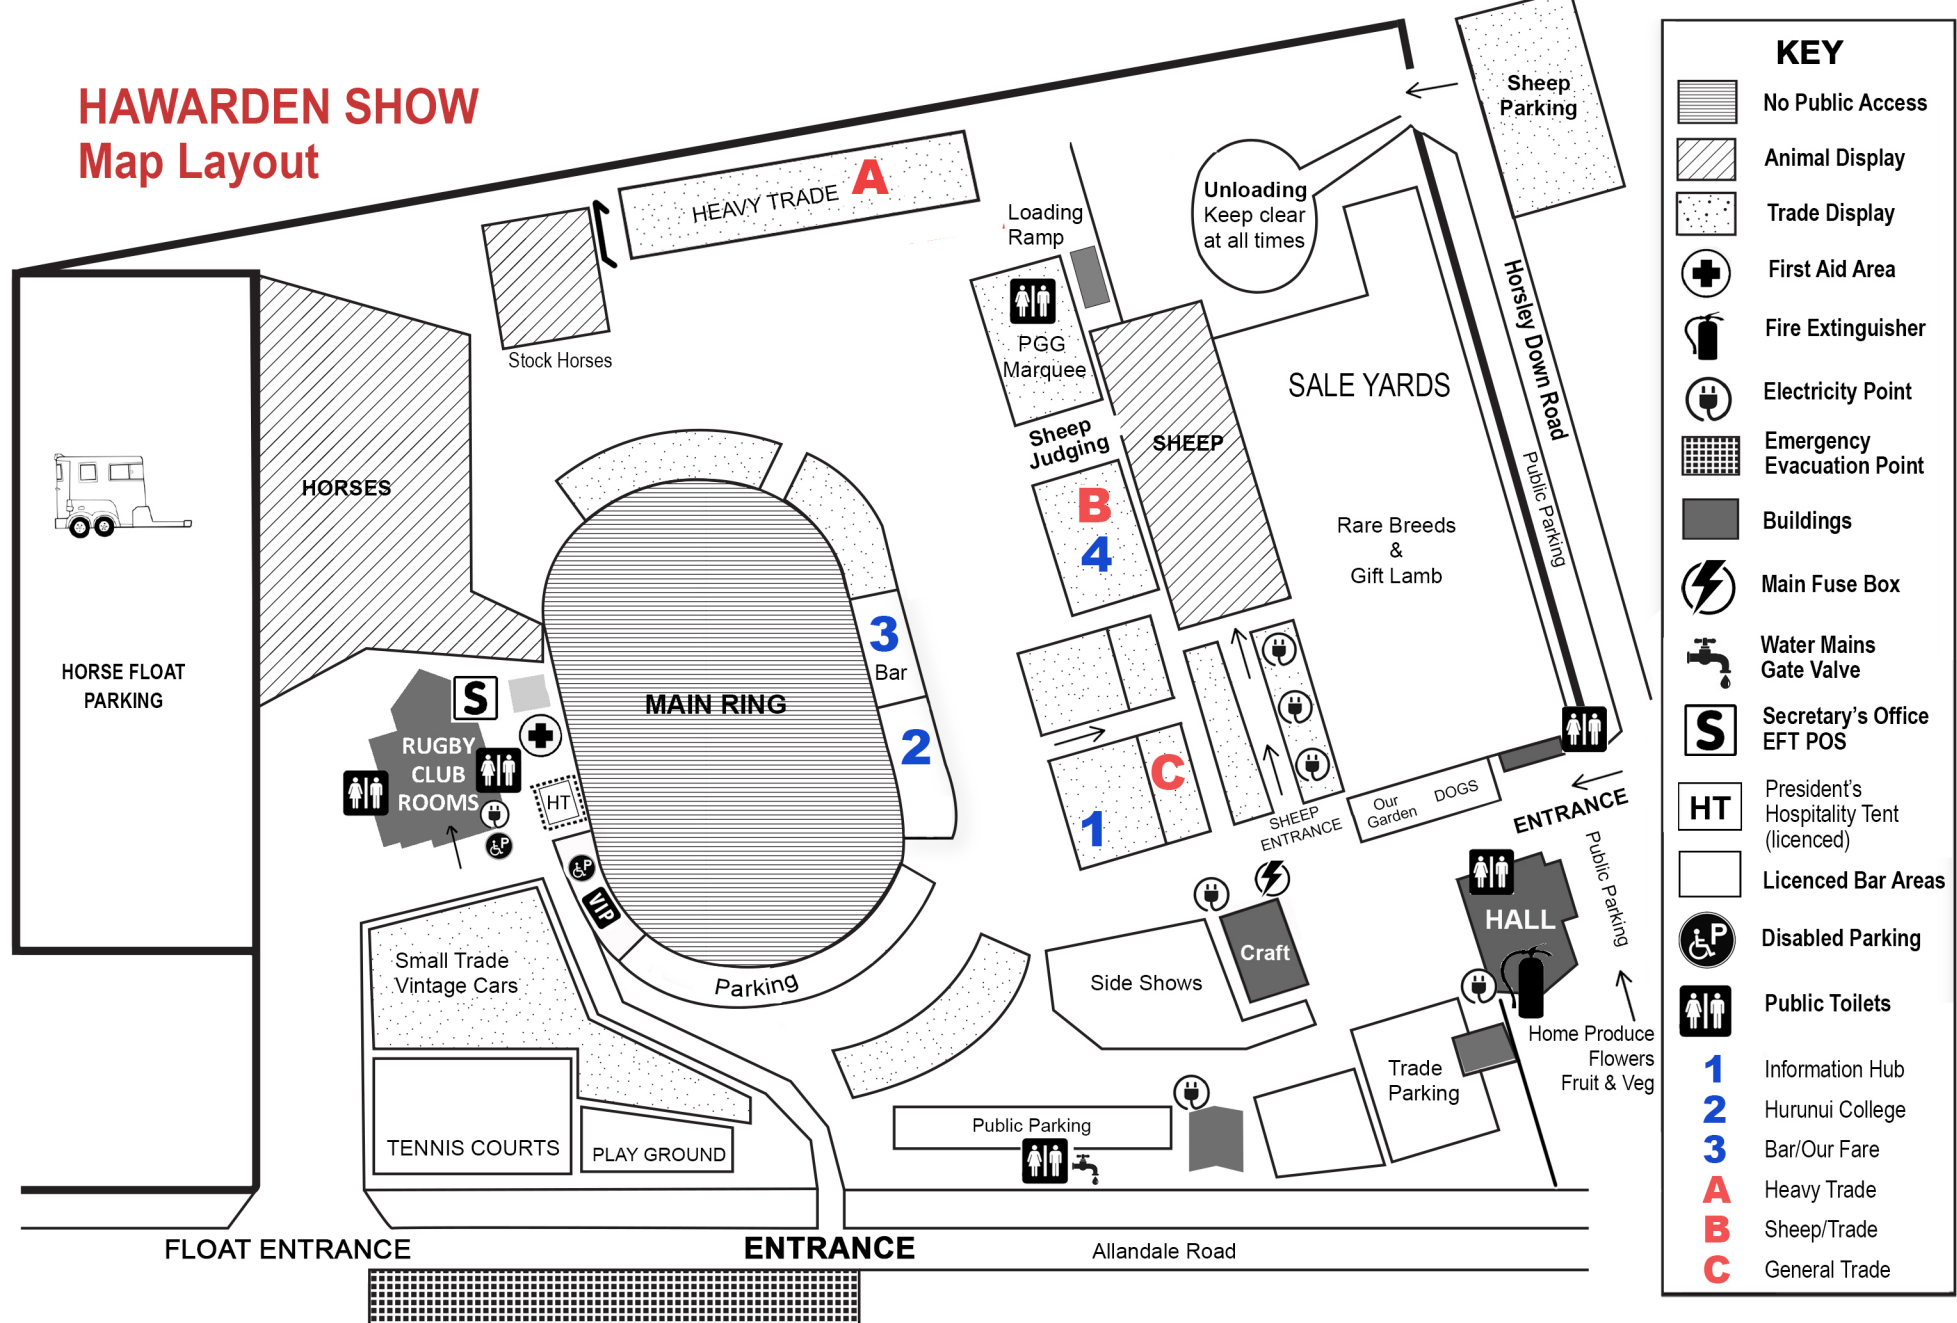 HAWARDEN SHOW
Map Layout
HEAVY TRADE
A
Sheep
Parking
Unloading
Keep clear
at all times
Loading
Ramp
PGG
Marquee
Stock Horses
Sheep
Judging
SHEEP
SALE YARDS
Horsley Down Road
Public Parking
HORSES
B
4
Rare Breeds
&
Gift Lamb
HORSE FLOAT
PARKING
3
Bar
MAIN RING
2
S
RUGBY
CLUB
ROOMS
HT
P
P
VIP
C
1
SHEEP
ENTRANCE
Our
Garden
DOGS
ENTRANCE
Public Parking
HALL
Craft
Side Shows
Small Trade
Vintage Cars
Parking
Home Produce
Flowers
Fruit & Veg
Trade
Parking
Public Parking
TENNIS COURTS
PLAY GROUND
FLOAT ENTRANCE
ENTRANCE
Allandale Road
KEY
No Public Access
Animal Display
Trade Display
First Aid Area
Fire Extinguisher
Electricity Point
Emergency
Evacuation Point
Buildings
Main Fuse Box
Water Mains
Gate Valve
S
Secretary's Office
EFT POS
HT
President's
Hospitality Tent
(licenced)
Licenced Bar Areas
P
Disabled Parking
Public Toilets
1 Information Hub
2 Hurunui College
3 Bar/Our Fare
A Heavy Trade
B Sheep/Trade
C General Trade